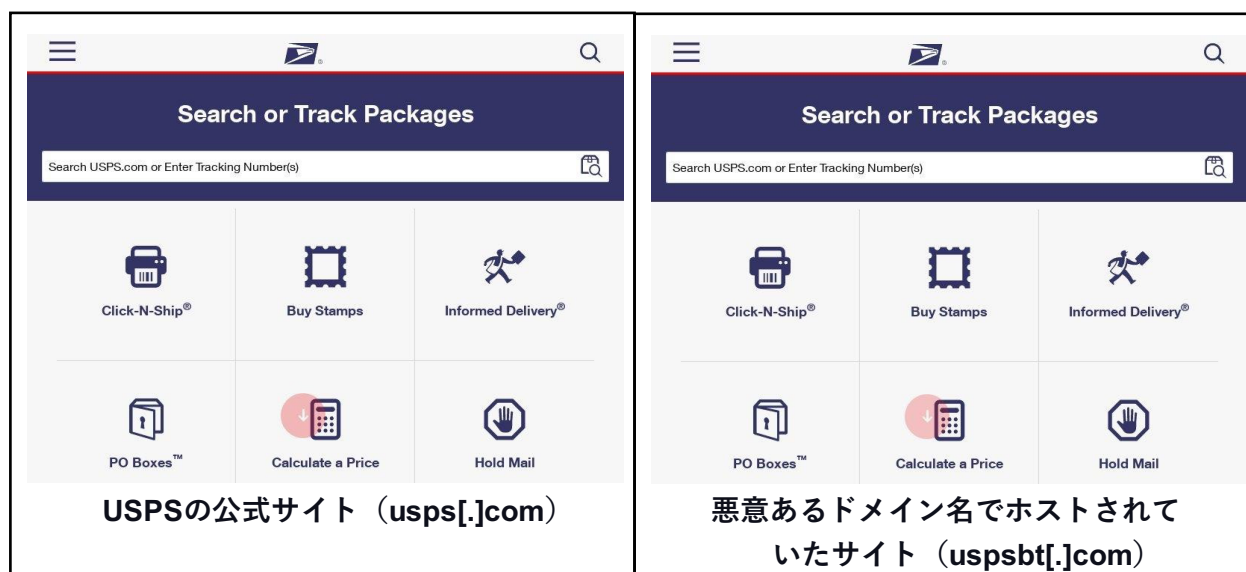 Search or Track Packages
Search USPS.com or Enter Tracking Number(s)
Click-N-Ship®
Buy Stamps
Informed Delivery®
PO Boxes™
Calculate a Price
Hold Mail
USPSの公式サイト（usps[.]com）
Search or Track Packages
Search USPS.com or Enter Tracking Number(s)
Click-N-Ship®
Buy Stamps
Informed Delivery®
PO Boxes™
Calculate a Price
Hold Mail
悪意あるドメイン名でホストされて
いたサイト（uspsbt[.]com）